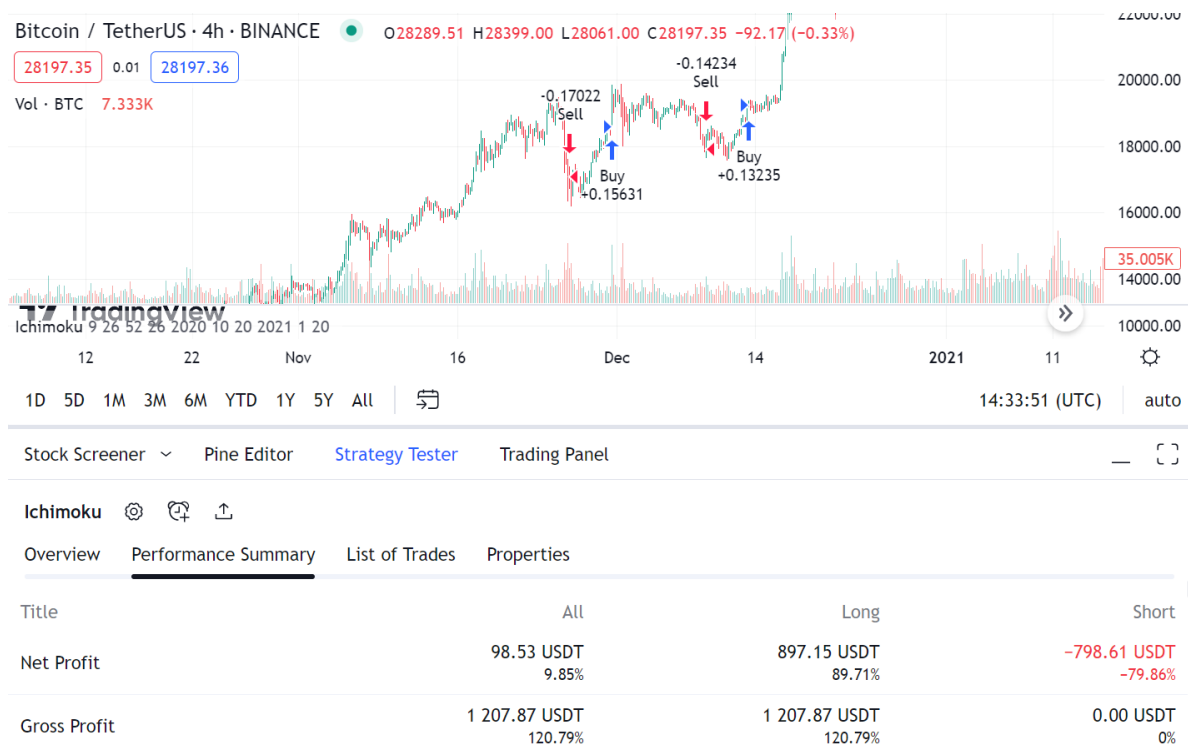 Bitcoin / TetherUS · 4h · BINANCE O28289.51 H28399.00 L28061.00 C28197.35 −92.17 (−0.33%)
28197.35 0.01 28197.36
Vol · BTC 7.333K
22000.00
20000.00
18000.00
16000.00
35.005K
14000.00
10000.00
-0.17022
Sell
Buy
+0.15631
-0.14234
Sell
Buy
+0.13235
TradingView
Ichimoku 9 26 52 26 2020 10 20 2021 1 20
12 22 Nov 16 Dec 14 2021 11
1D 5D 1M 3M 6M YTD 1Y 5Y All 14:33:51 (UTC) auto
Stock Screener Pine Editor Strategy Tester Trading Panel
Ichimoku
Overview Performance Summary List of Trades Properties
Title All Long Short
Net Profit 98.53 USDT 897.15 USDT −798.61 USDT
9.85% 89.71% −79.86%
Gross Profit 1 207.87 USDT 1 207.87 USDT 0.00 USDT
120.79% 120.79% 0%